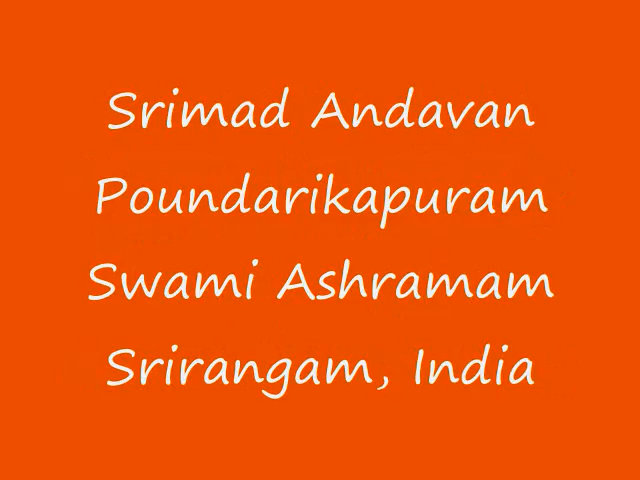 Srimad Andavan
Poundarikapuram
Swami Ashramam
Srirangam, India